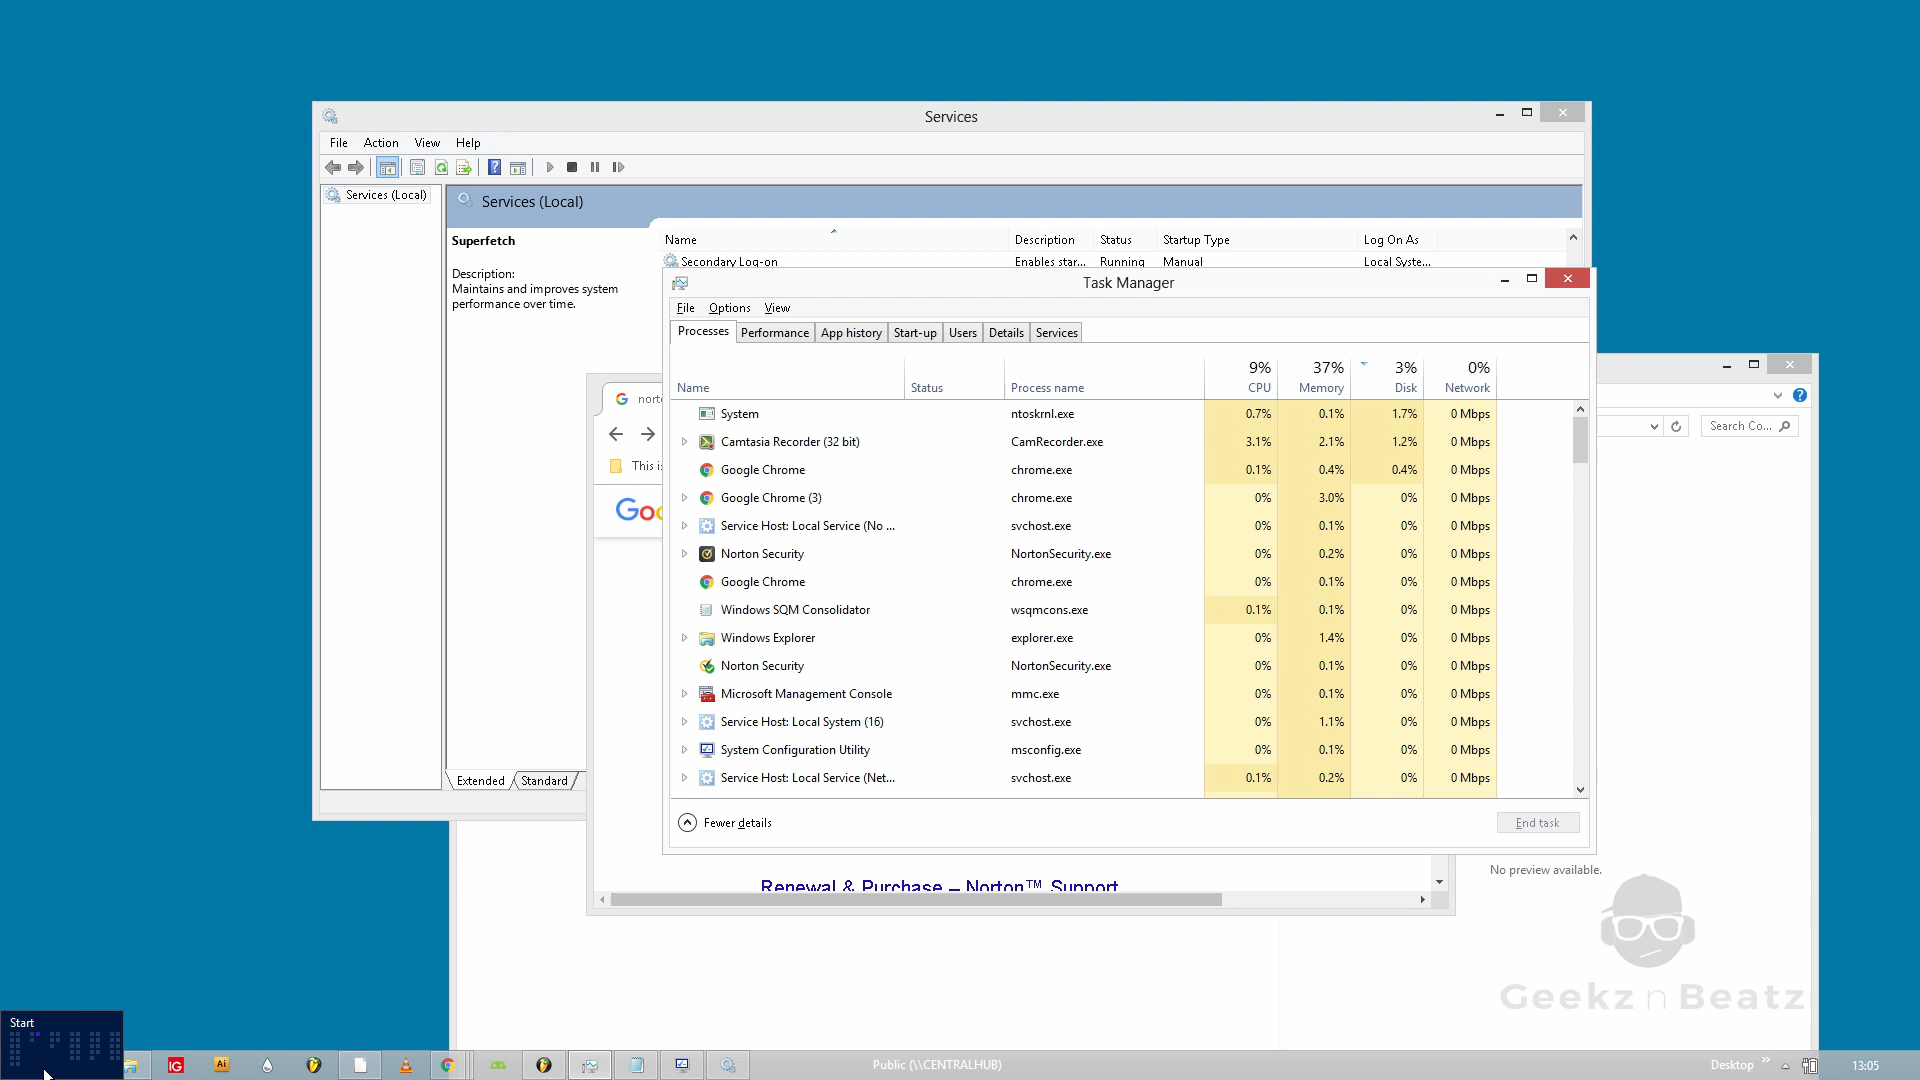 Services
File Action View Help
Services (Local)
Services (Local)
Superfetch
Description:
Maintains and improves system
performance over time.
Name Description Status Startup Type Log On As
Secondary Log-on Enables star... Running Manual Local Syste...
Extended Standard
Task Manager
File Options View
Processes Performance App history Start-up Users Details Services
9% 37% 3% 0%
Name Status Process name CPU Memory Disk Network
System ntoskrnl.exe 0.7% 0.1% 1.7% 0 Mbps
Camtasia Recorder (32 bit) CamRecorder.exe 3.1% 2.1% 1.2% 0 Mbps
Google Chrome chrome.exe 0.1% 0.4% 0.4% 0 Mbps
Google Chrome (3) chrome.exe 0% 3.0% 0% 0 Mbps
Service Host: Local Service (No ... svchost.exe 0% 0.1% 0% 0 Mbps
Norton Security NortonSecurity.exe 0% 0.2% 0% 0 Mbps
Google Chrome chrome.exe 0% 0.1% 0% 0 Mbps
Windows SQM Consolidator wsqmcons.exe 0.1% 0.1% 0% 0 Mbps
Windows Explorer explorer.exe 0% 1.4% 0% 0 Mbps
Norton Security NortonSecurity.exe 0% 0.1% 0% 0 Mbps
Microsoft Management Console mmc.exe 0% 0.1% 0% 0 Mbps
Service Host: Local System (16) svchost.exe 0% 1.1% 0% 0 Mbps
System Configuration Utility msconfig.exe 0% 0.1% 0% 0 Mbps
Service Host: Local Service (Net... svchost.exe 0.1% 0.2% 0% 0 Mbps
Fewer details End task
norto
This is
Goo
Renewal & Purchase – Norton™ Support
Search Co...
No preview available.
Geekz n Beatz
Start
IG Ai Public (\\CENTRALHUB) Desktop 13:05